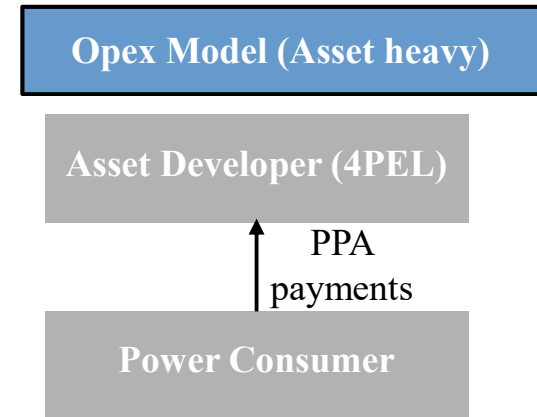 Opex Model (Asset heavy)
Asset Developer (4PEL)
PPA
payments
Power Consumer